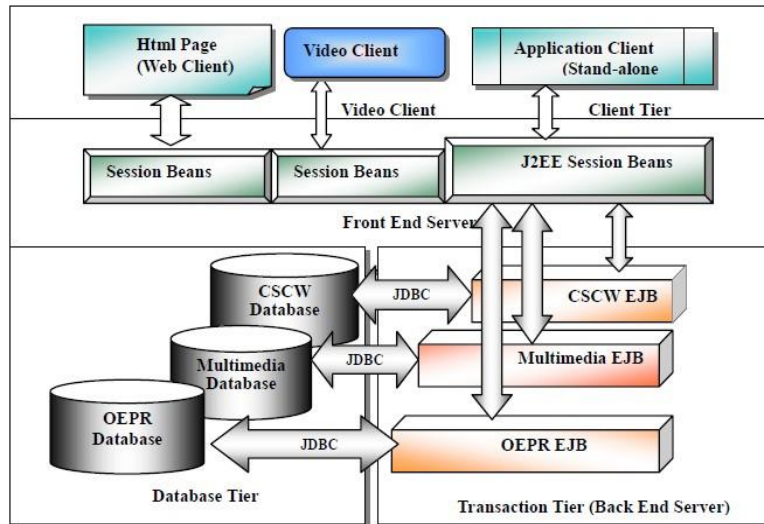 Html Page
(Web Client)
Video Client
Application Client
(Stand-alone
Video Client
Client Tier
Session Beans
Session Beans
J2EE Session Beans
Front End Server
CSCW
Database
JDBC
CSCW EJB
Multimedia
Database
JDBC
Multimedia EJB
OEPR
Database
JDBC
OEPR EJB
Database Tier
Transaction Tier (Back End Server)